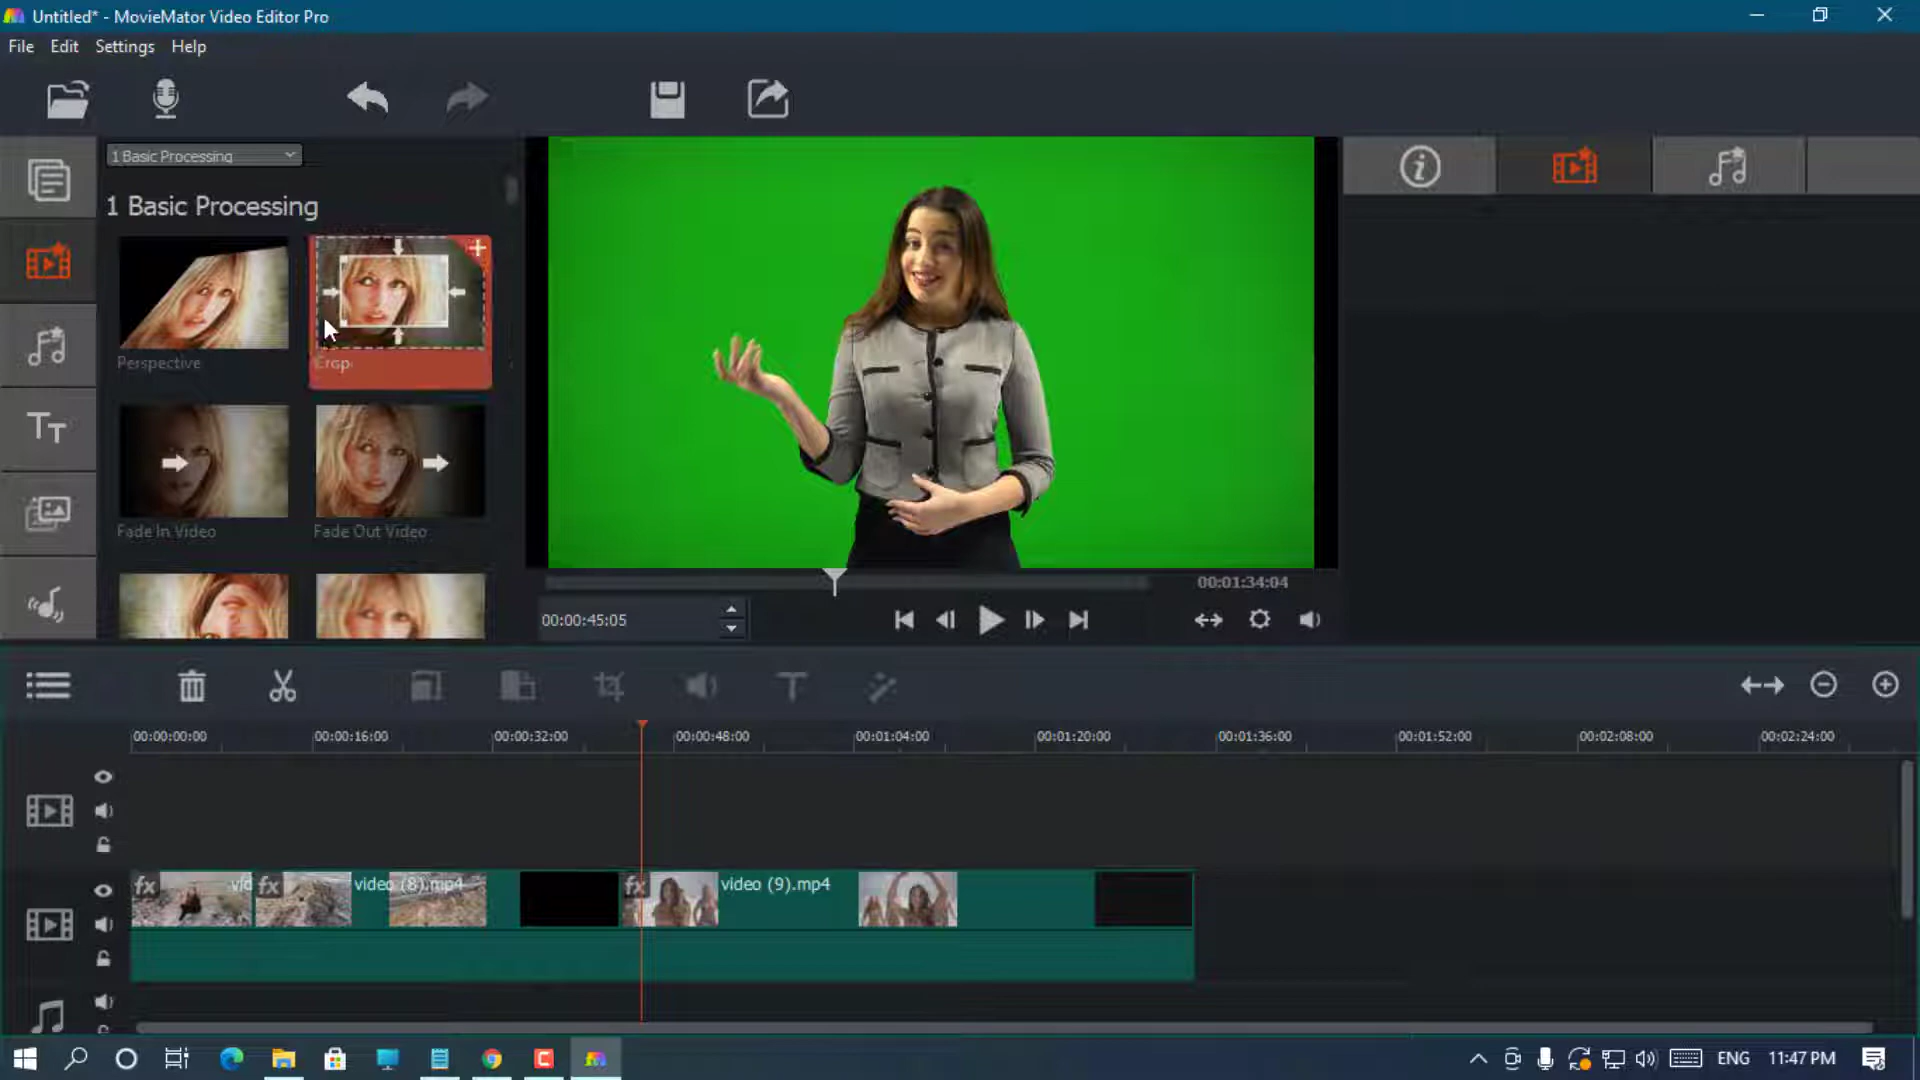 Untitled* - MovieMator Video Editor Pro
File Edit Settings Help
1 Basic Processing
1 Basic Processing
Perspective
Crop
Fade In Video
Fade Out Video
00:01:34:04
00:00:45:05
00:00:00:00 00:00:16:00 00:00:32:00 00:00:48:00 00:01:04:00 00:01:20:00 00:01:36:00 00:01:52:00 00:02:08:00 00:02:24:00
fx vid fx video (8).mp4 fx video (9).mp4
ENG 11:47 PM